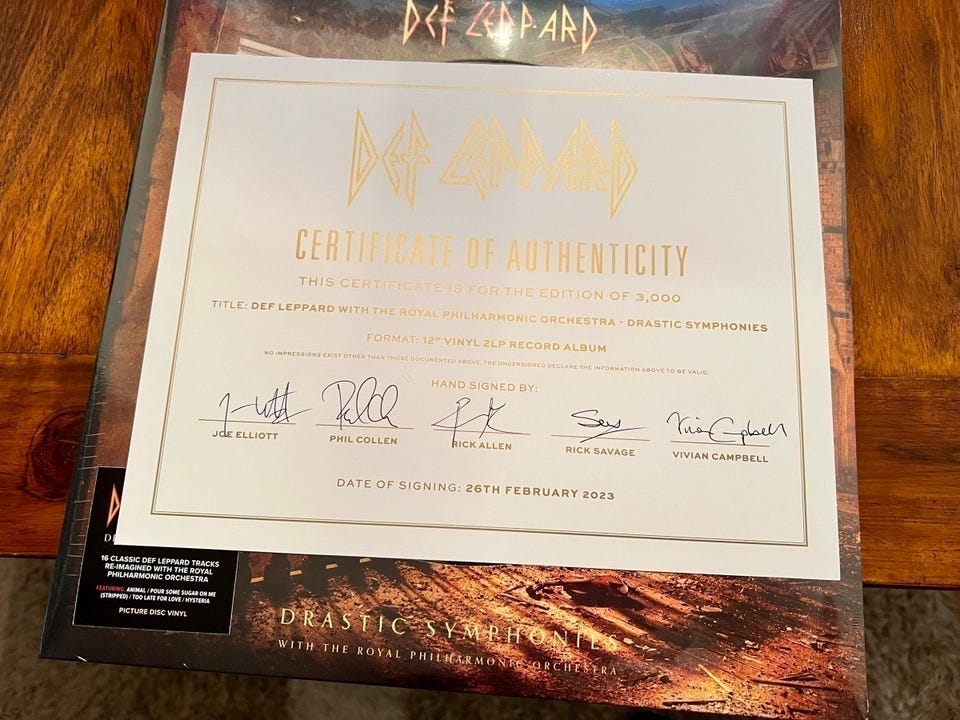 DEF LEPPARD
DEF LEPPARD
CERTIFICATE OF AUTHENTICITY
THIS CERTIFICATE IS FOR THE EDITION OF 3,000
TITLE: DEF LEPPARD WITH THE ROYAL PHILHARMONIC ORCHESTRA - DRASTIC SYMPHONIES
FORMAT: 12" VINYL 2LP RECORD ALBUM
NO IMPRESSIONS EXIST OTHER THAN THOSE DOCUMENTED ABOVE. THE UNDERSIGNED DECLARE THE INFORMATION ABOVE TO BE VALID.
HAND SIGNED BY:
Sav Vivian Campbell
JOE ELLIOTT PHIL COLLEN RICK ALLEN RICK SAVAGE VIVIAN CAMPBELL
DATE OF SIGNING: 26TH FEBRUARY 2023
16 CLASSIC DEF LEPPARD TRACKS
RE-IMAGINED WITH THE ROYAL
PHILHARMONIC ORCHESTRA
FEATURING: ANIMAL / POUR SOME SUGAR ON ME
(STRIPPED) / TOO LATE FOR LOVE / HYSTERIA
PICTURE DISC VINYL
DRASTIC SYMPHONIES
WITH THE ROYAL PHILHARMONIC ORCHESTRA